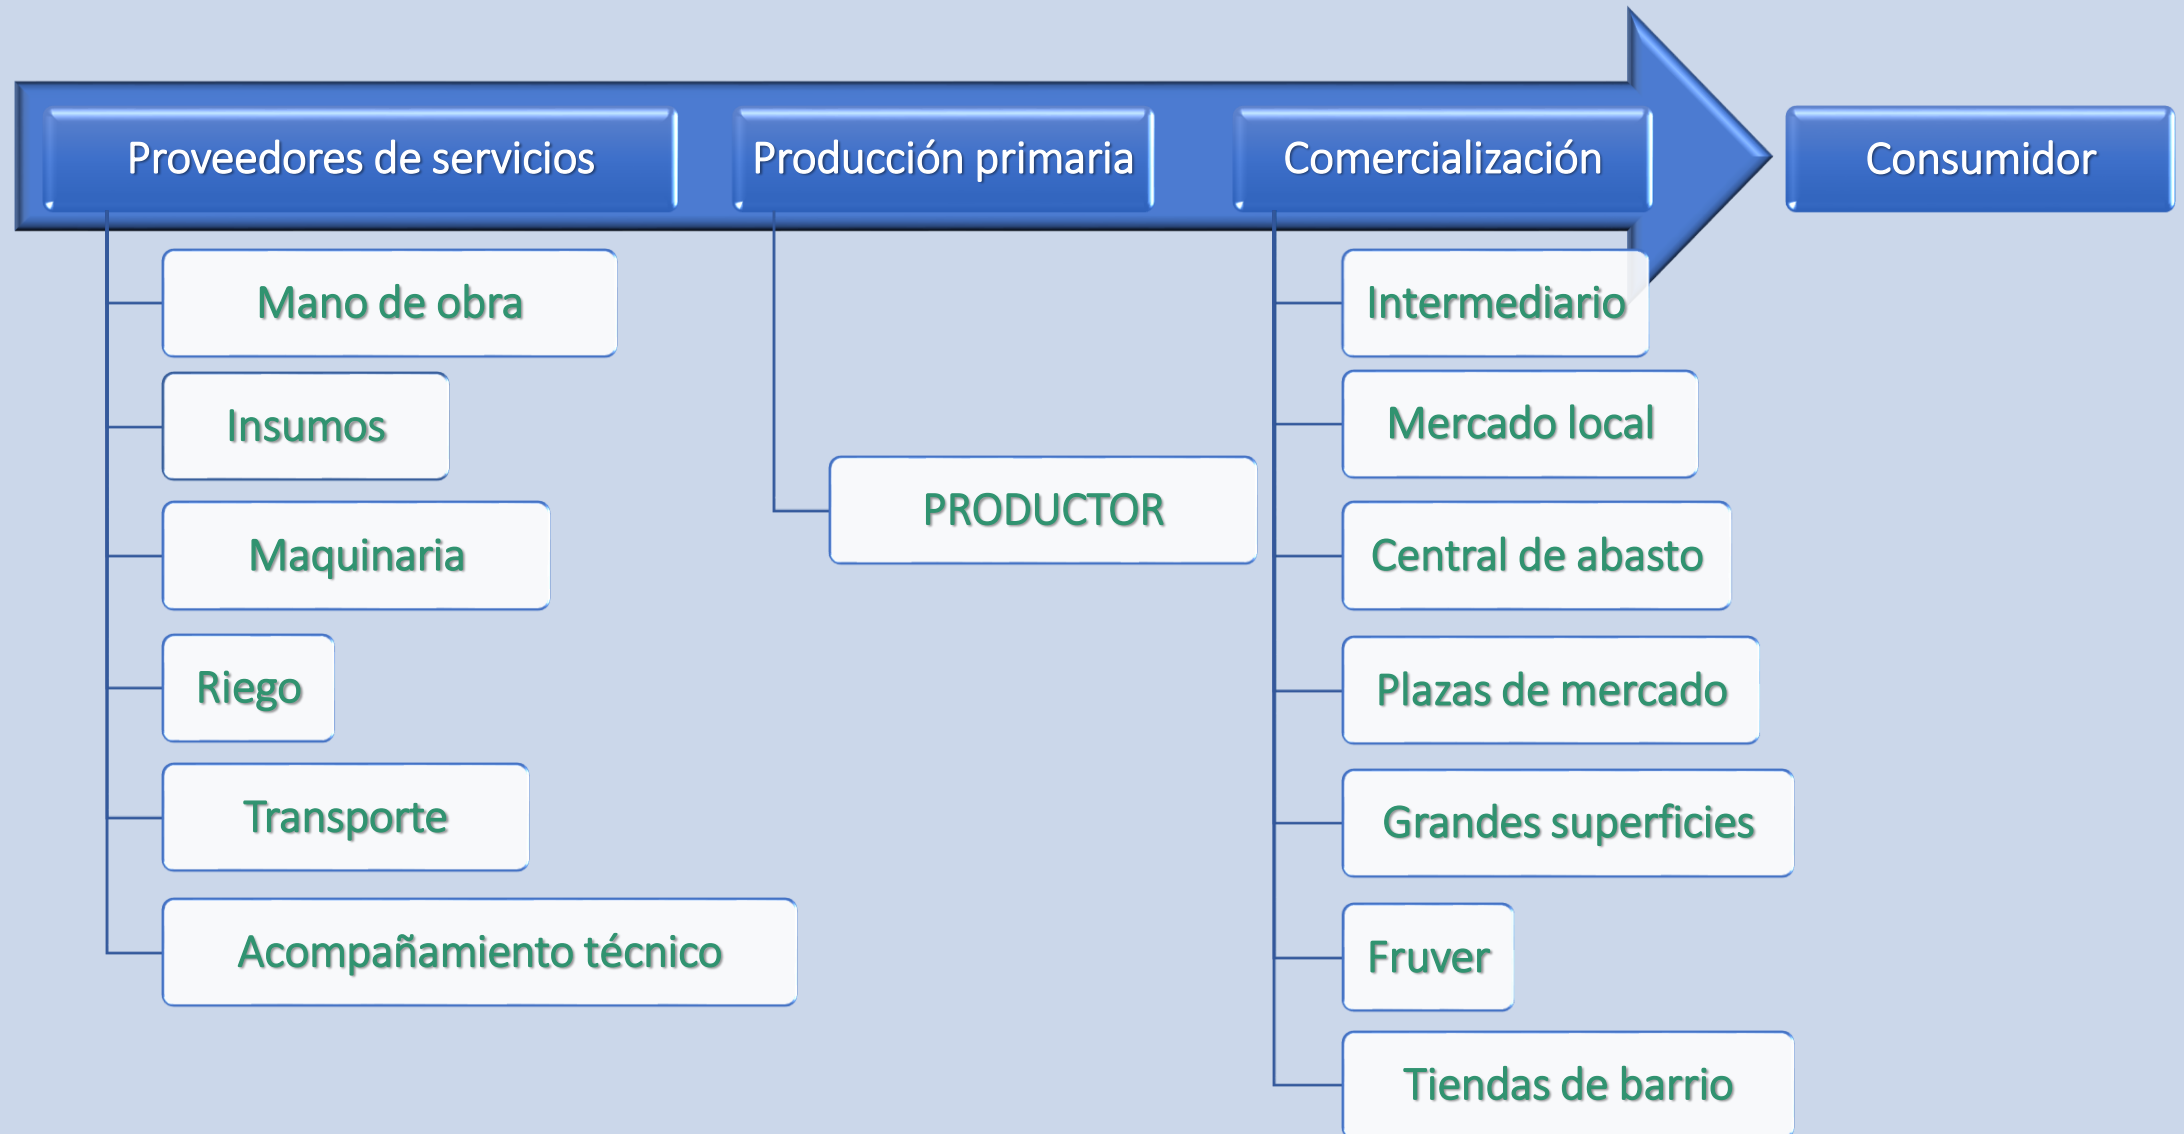 Proveedores de servicios
Mano de obra
Insumos
Maquinaria
Riego
Transporte
Acompañamiento técnico
Producción primaria
PRODUCTOR
Comercialización
Intermediario
Mercado local
Central de abasto
Plazas de mercado
Grandes superficies
Fruver
Tiendas de barrio
Consumidor